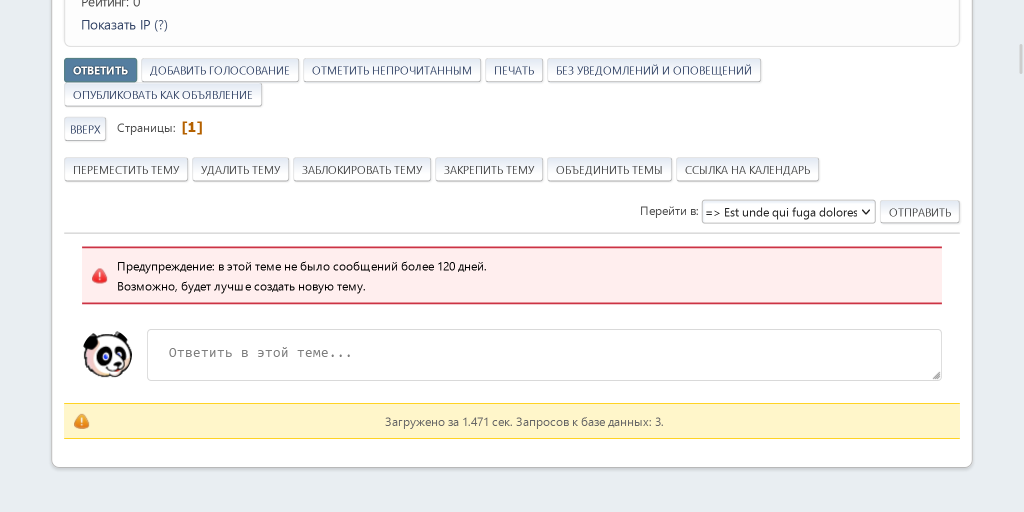 Рейтинг: 0
Показать IP (?)
ОТВЕТИТЬ ДОБАВИТЬ ГОЛОСОВАНИЕ ОТМЕТИТЬ НЕПРОЧИТАННЫМ ПЕЧАТЬ БЕЗ УВЕДОМЛЕНИЙ И ОПОВЕЩЕНИЙ
ОПУБЛИКОВАТЬ КАК ОБЪЯВЛЕНИЕ
ВВЕРХ Страницы: [1]
ПЕРЕМЕСТИТЬ ТЕМУ УДАЛИТЬ ТЕМУ ЗАБЛОКИРОВАТЬ ТЕМУ ЗАКРЕПИТЬ ТЕМУ ОБЪЕДИНИТЬ ТЕМЫ ССЫЛКА НА КАЛЕНДАРЬ
Перейти в: => Est unde qui fuga dolores ОТПРАВИТЬ
Предупреждение: в этой теме не было сообщений более 120 дней.
Возможно, будет лучше создать новую тему.
Ответить в этой теме...
Загружено за 1.471 сек. Запросов к базе данных: 3.